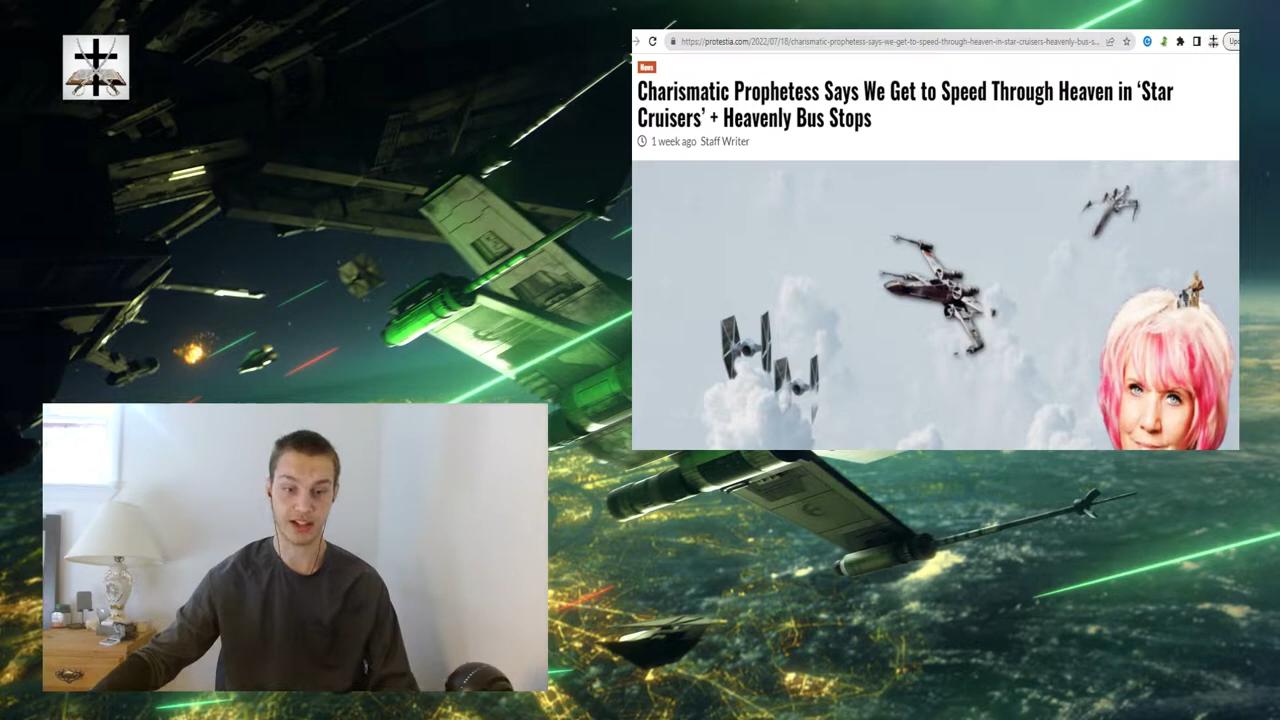 https://protestia.com/2022/07/18/charismatic-prophetess-says-we-get-to-speed-through-heaven-in-star-cruisers-heavenly-bus-s...
Upc
News
Charismatic Prophetess Says We Get to Speed Through Heaven in ‘Star
Cruisers’ + Heavenly Bus Stops
1 week ago Staff Writer